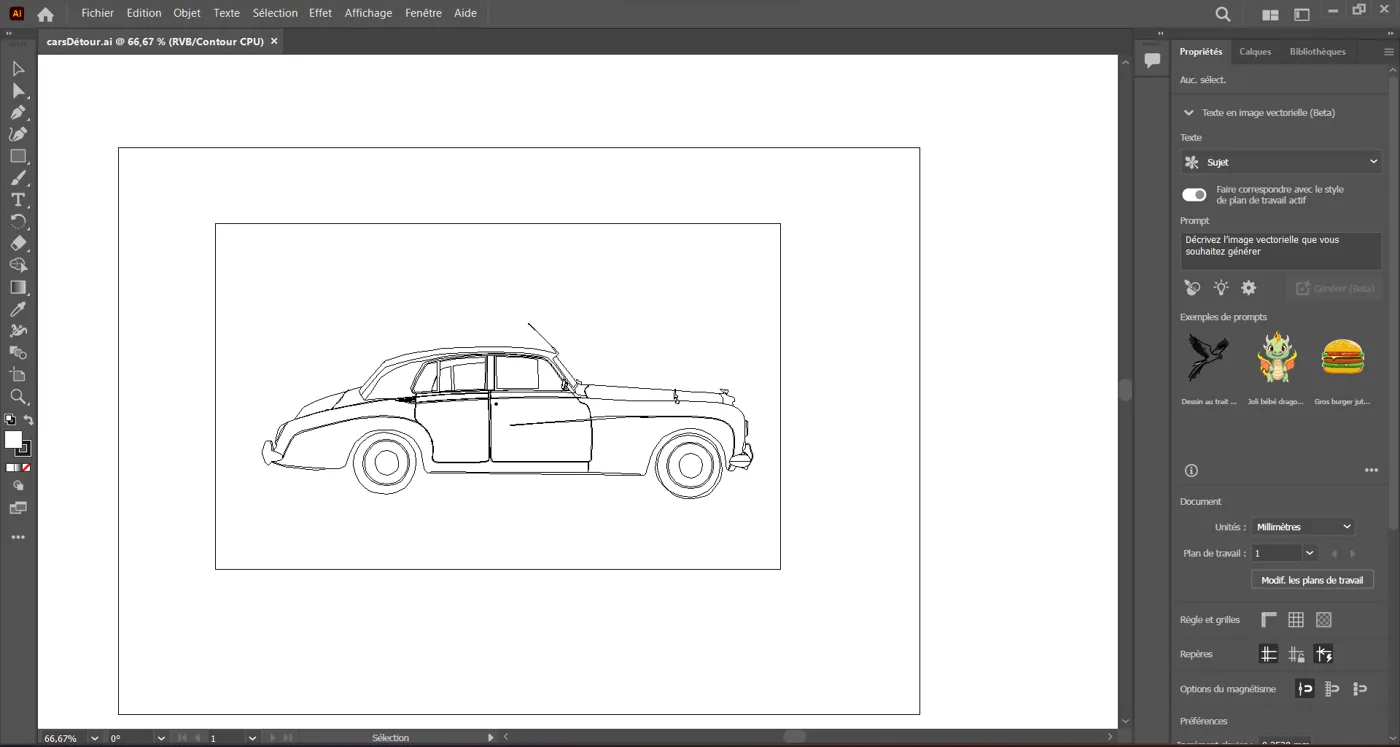 Ai
Fichier Edition Objet Texte Sélection Effet Affichage Fenêtre Aide
carsDétour.ai @ 66,67 % (RVB/Contour CPU) ×
Propriétés Calques Bibliothèques
Auc. sélect.
Texte en image vectorielle (Beta)
Texte
Sujet
Faire correspondre avec le style
de plan de travail actif
Prompt
Décrivez l'image vectorielle que vous
souhaitez générer
Générer (Beta)
Exemples de prompts
Dessin au trait ... Joli bébé drago... Gros burger jut...
Document
Unités : Millimètres
Plan de travail : 1
Modif. les plans de travail
Règle et grilles
Repères
Options du magnétisme
Préférences
66,67% 0° 1 Sélection